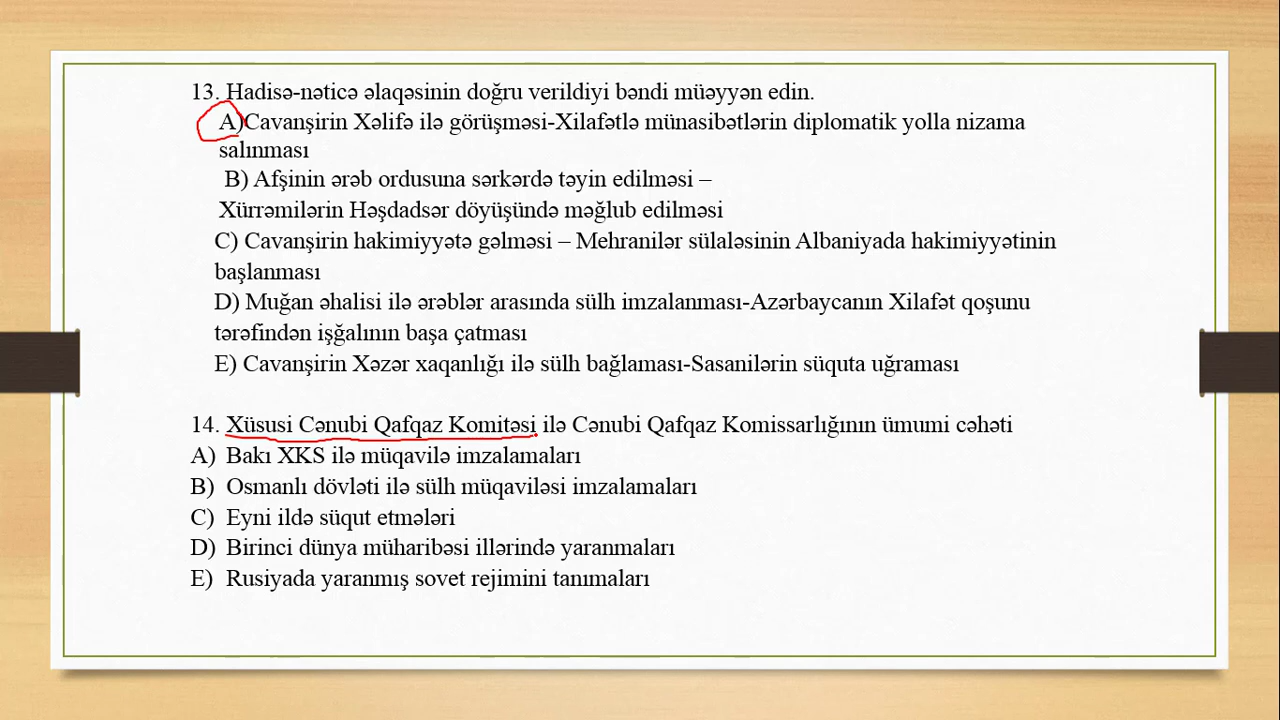 13. Hadisə-nəticə əlaqəsinin doğru verildiyi bəndi müəyyən edin.
A)Cavanşirin Xəlifə ilə görüşməsi-Xilafətlə münasibətlərin diplomatik yolla nizama
salınması
B) Afşinin ərəb ordusuna sərkərdə təyin edilməsi –
Xürrəmilərin Həşdadsər döyüşündə məğlub edilməsi
C) Cavanşirin hakimiyyətə gəlməsi – Mehranilər sülaləsinin Albaniyada hakimiyyətinin
başlanması
D) Muğan əhalisi ilə ərəblər arasında sülh imzalanması-Azərbaycanın Xilafət qoşunu
tərəfindən işğalının başa çatması
E) Cavanşirin Xəzər xaqanlığı ilə sülh bağlaması-Sasanilərin süquta uğraması
14. Xüsusi Cənubi Qafqaz Komitəsi ilə Cənubi Qafqaz Komissarlığının ümumi cəhəti
A) Bakı XKS ilə müqavilə imzalamaları
B) Osmanlı dövləti ilə sülh müqaviləsi imzalamaları
C) Eyni ildə süqut etmələri
D) Birinci dünya müharibəsi illərində yaranmaları
E) Rusiyada yaranmış sovet rejimini tanımaları